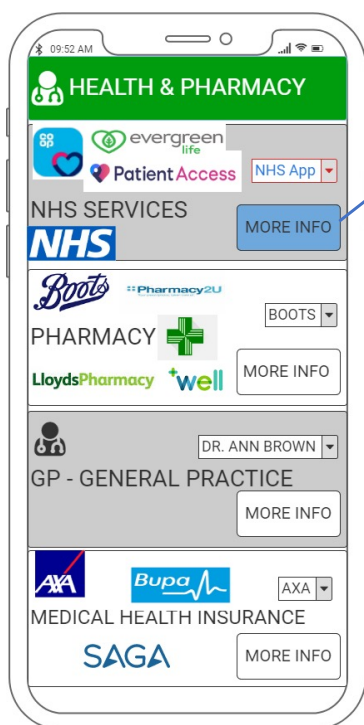 09:52 AM
HEALTH & PHARMACY
CO
OP
evergreen
life
Patient Access
NHS App
NHS SERVICES
MORE INFO
NHS
Boots
Pharmacy2U
BOOTS
PHARMACY
LloydsPharmacy
well
MORE INFO
DR. ANN BROWN
GP - GENERAL PRACTICE
MORE INFO
AXA
Bupa
AXA
MEDICAL HEALTH INSURANCE
SAGA
MORE INFO